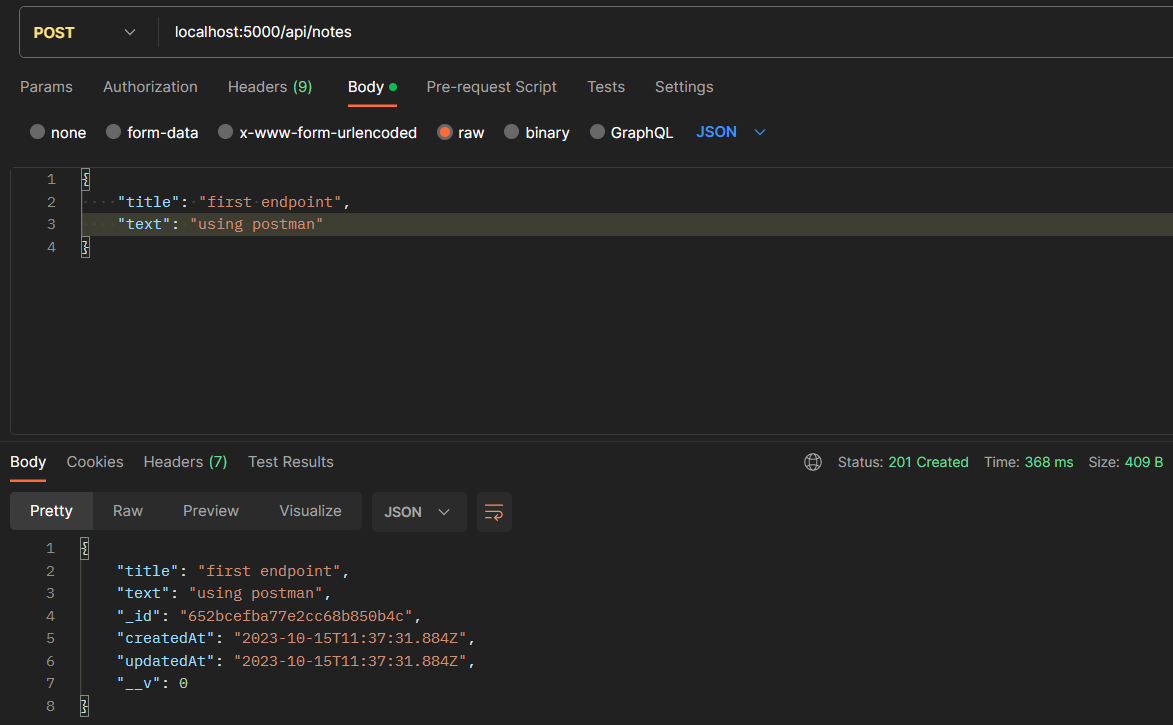 POST localhost:5000/api/notes
Params Authorization Headers (9) Body Pre-request Script Tests Settings
none form-data x-www-form-urlencoded raw binary GraphQL JSON
1 {
2 ····"title":·"first·endpoint",
3 "text": "using postman"
4 }
Body Cookies Headers (7) Test Results Status: 201 Created Time: 368 ms Size: 409 B
Pretty Raw Preview Visualize JSON
1 {
2 "title": "first endpoint",
3 "text": "using postman",
4 "_id": "652bcefba77e2cc68b850b4c",
5 "createdAt": "2023-10-15T11:37:31.884Z",
6 "updatedAt": "2023-10-15T11:37:31.884Z",
7 "__v": 0
8 }